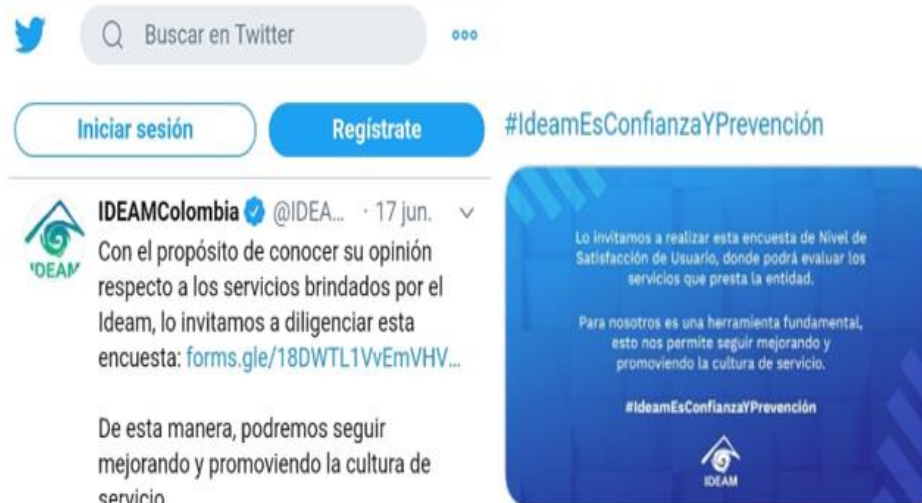 Buscar en Twitter
Iniciar sesión
Regístrate
IDEAMColombia @IDEA... · 17 jun.
Con el propósito de conocer su opinión
respecto a los servicios brindados por el
Ideam, lo invitamos a diligenciar esta
encuesta: forms.gle/18DWTL1VvEmVHV...
De esta manera, podremos seguir
mejorando y promoviendo la cultura de
servicio
IDEAM
#IdeamEsConfianzaYPrevención
Lo invitamos a realizar esta encuesta de Nivel de
Satisfacción de Usuario, donde podrá evaluar los
servicios que presta la entidad.
Para nosotros es una herramienta fundamental,
esto nos permite seguir mejorando y
promoviendo la cultura de servicio.
#IdeamEsConfianzaYPrevención
IDEAM